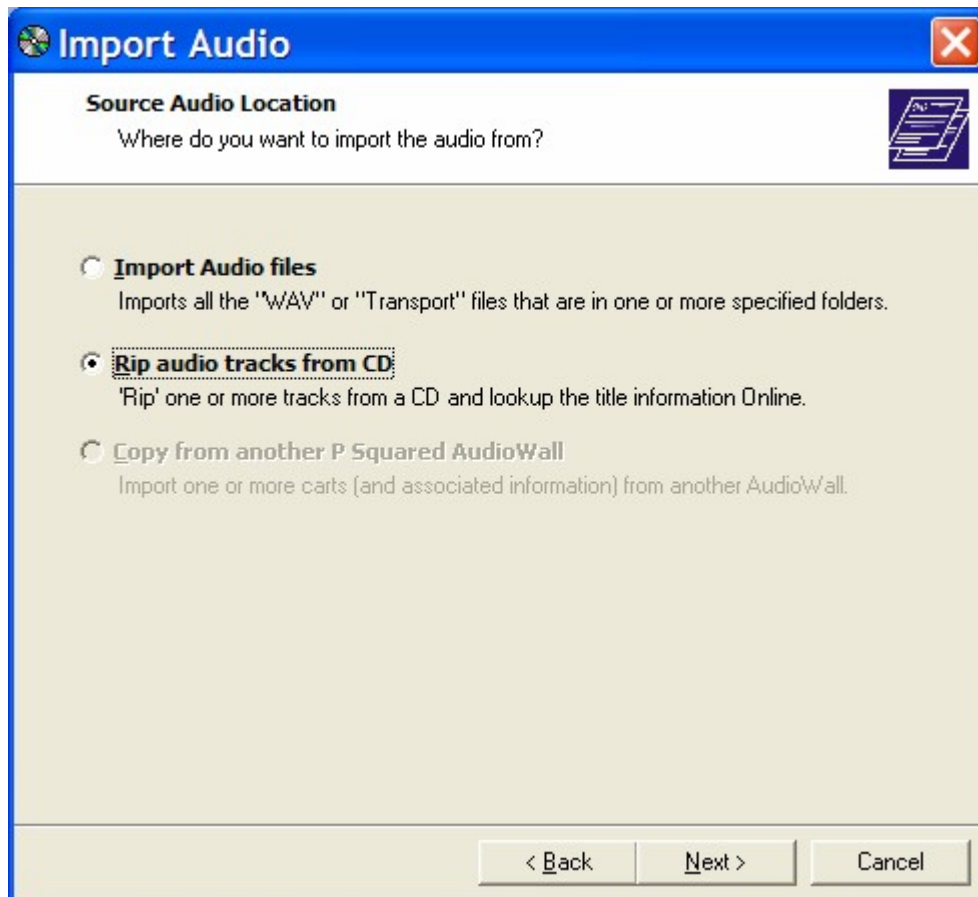 Import Audio
Source Audio Location
Where do you want to import the audio from?
Import Audio files
Imports all the "WAV" or "Transport" files that are in one or more specified folders.
Rip audio tracks from CD
'Rip' one or more tracks from a CD and lookup the title information Online.
Copy from another P Squared AudioWall
Import one or more carts (and associated information) from another AudioWall.
< Back Next > Cancel